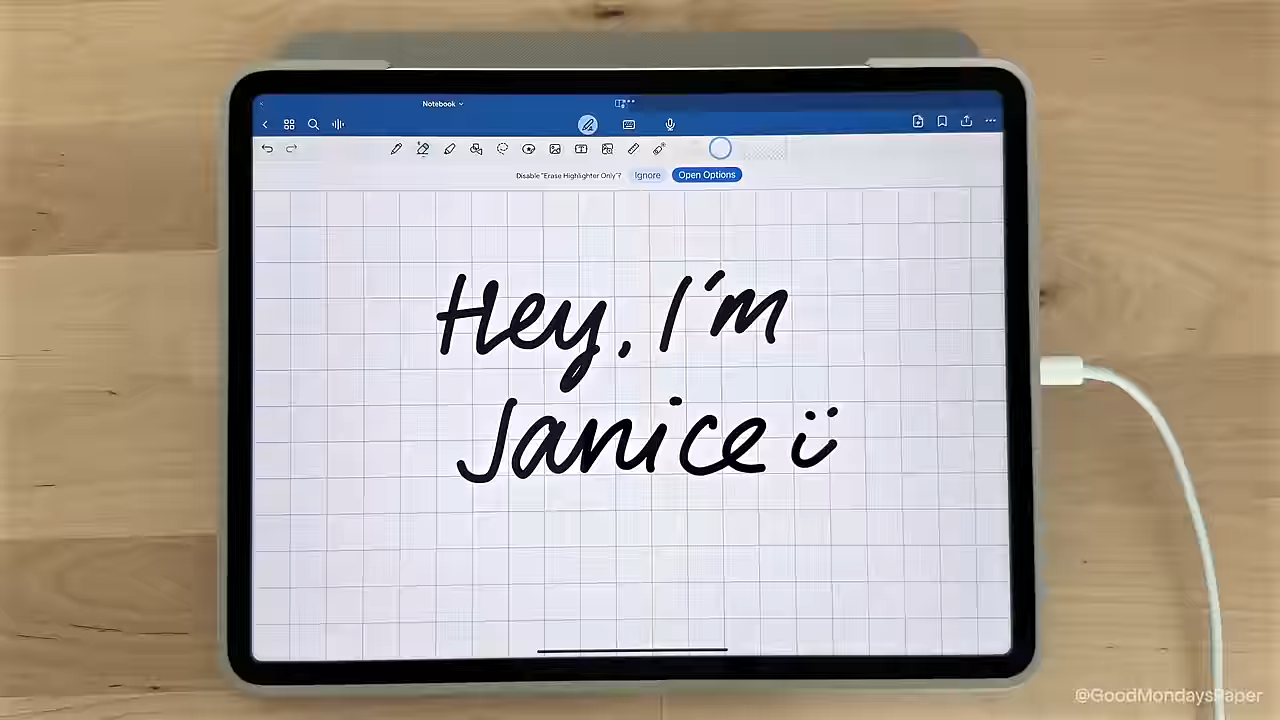 Notebook
Disable "Erase Highlighter Only"? Ignore Open Options
Hey, I'm
Janice
@GoodMondaysPaper